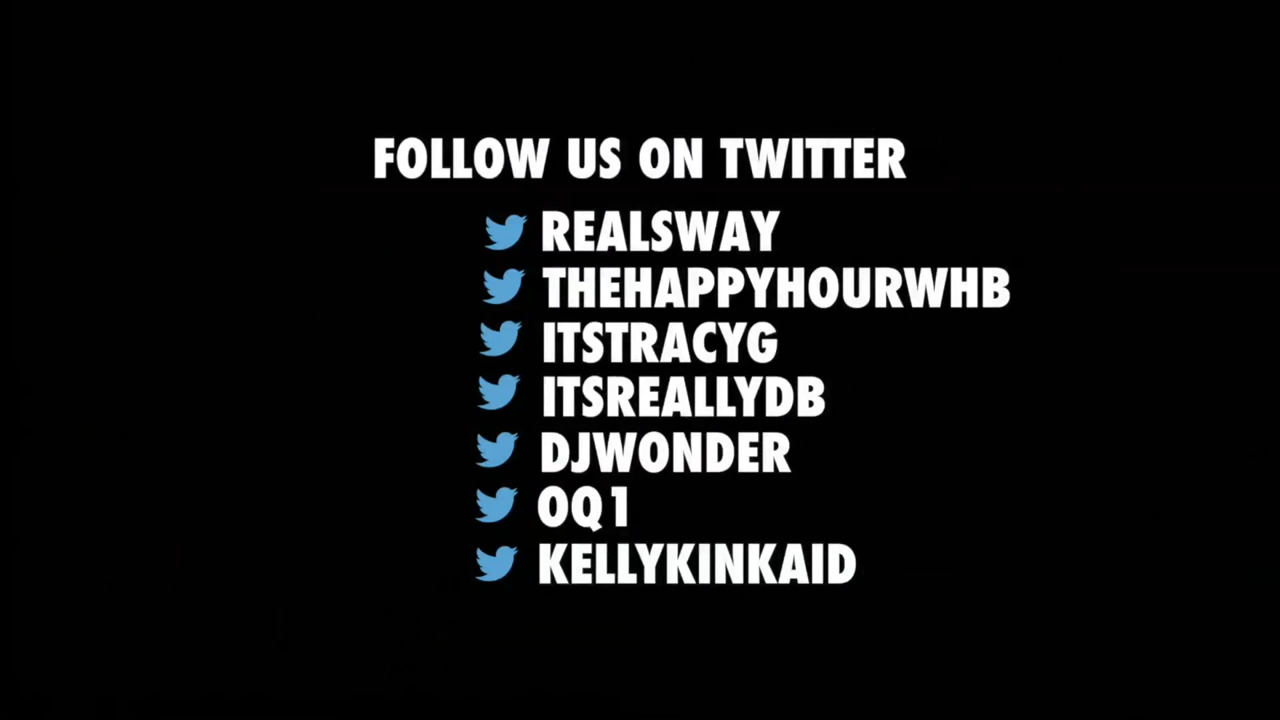 FOLLOW US ON TWITTER
REALSWAY
THEHAPPYHOURWHB
ITSTRACYG
ITSREALLYDB
DJWONDER
OQ1
KELLYKINKAID